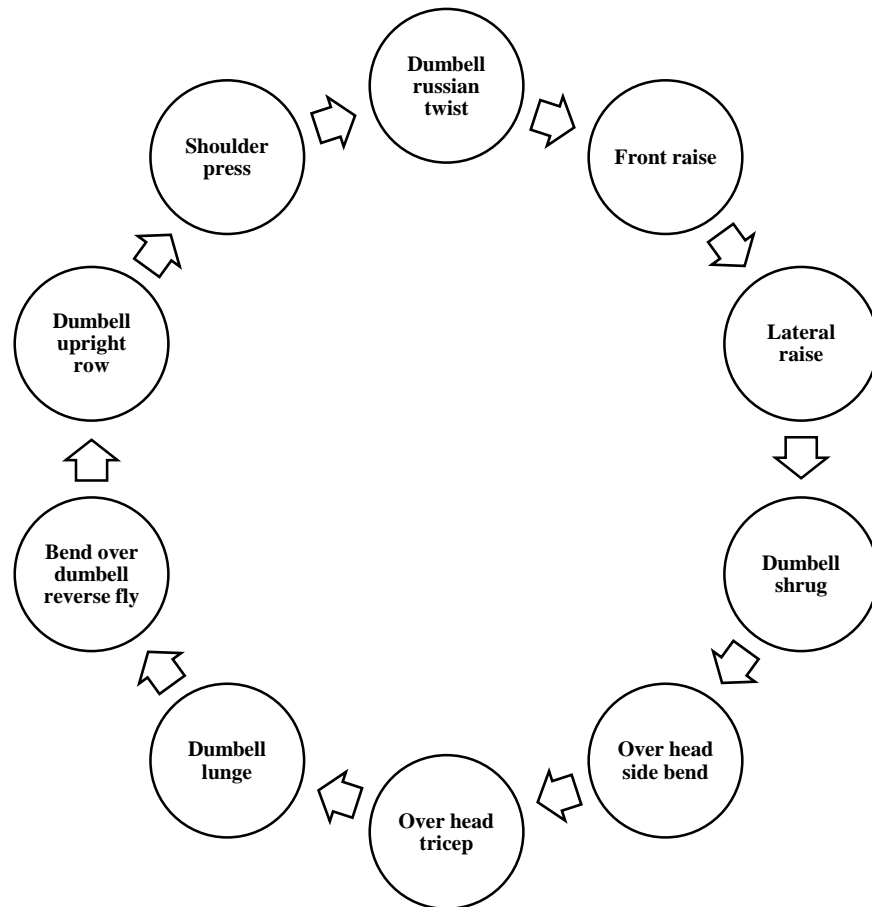 Dumbell
russian
twist
Front raise
Lateral
raise
Dumbell
shrug
Over head
side bend
Over head
tricep
Dumbell
lunge
Bend over
dumbell
reverse fly
Dumbell
upright
row
Shoulder
press